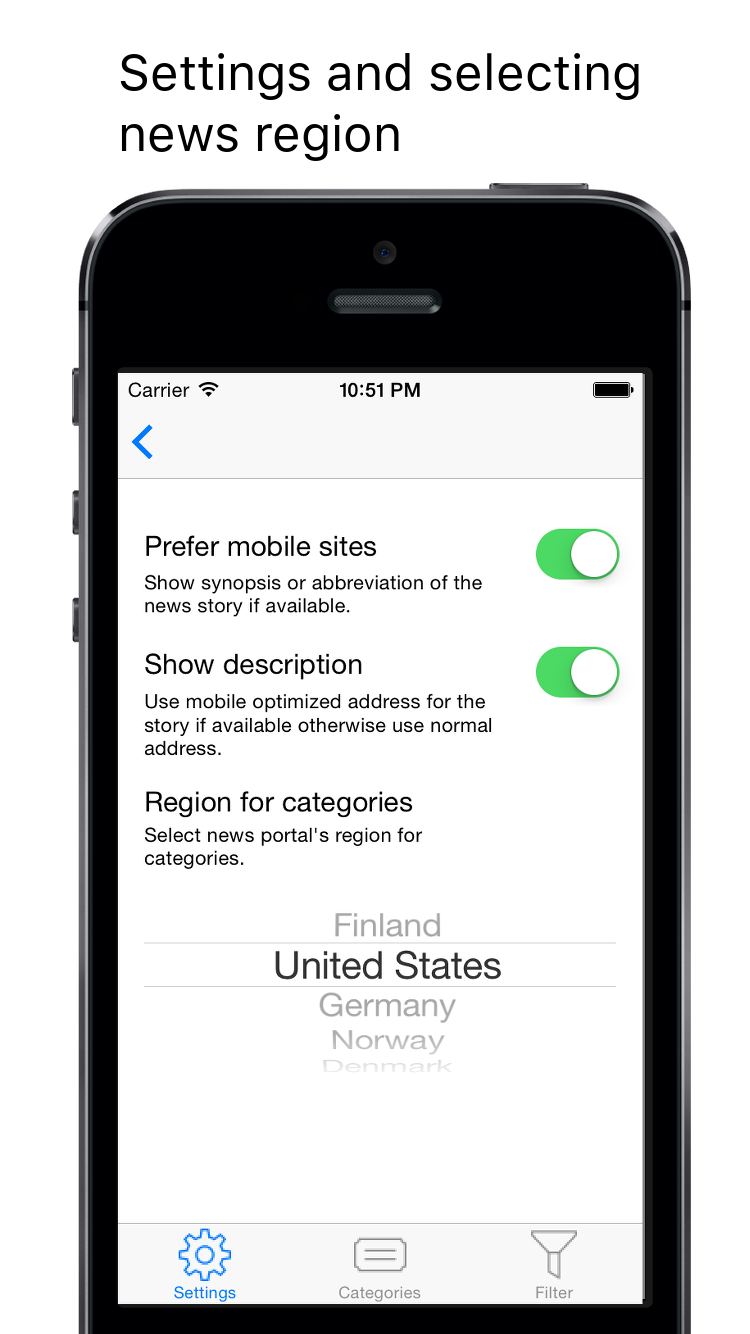 Settings and selecting
news region
Carrier
10:51 PM
Prefer mobile sites
Show synopsis or abbreviation of the
news story if available.
Show description
Use mobile optimized address for the
story if available otherwise use normal
address.
Region for categories
Select news portal's region for
categories.
Finland
United States
Germany
Norway
Denmark
Settings
Categories
Filter